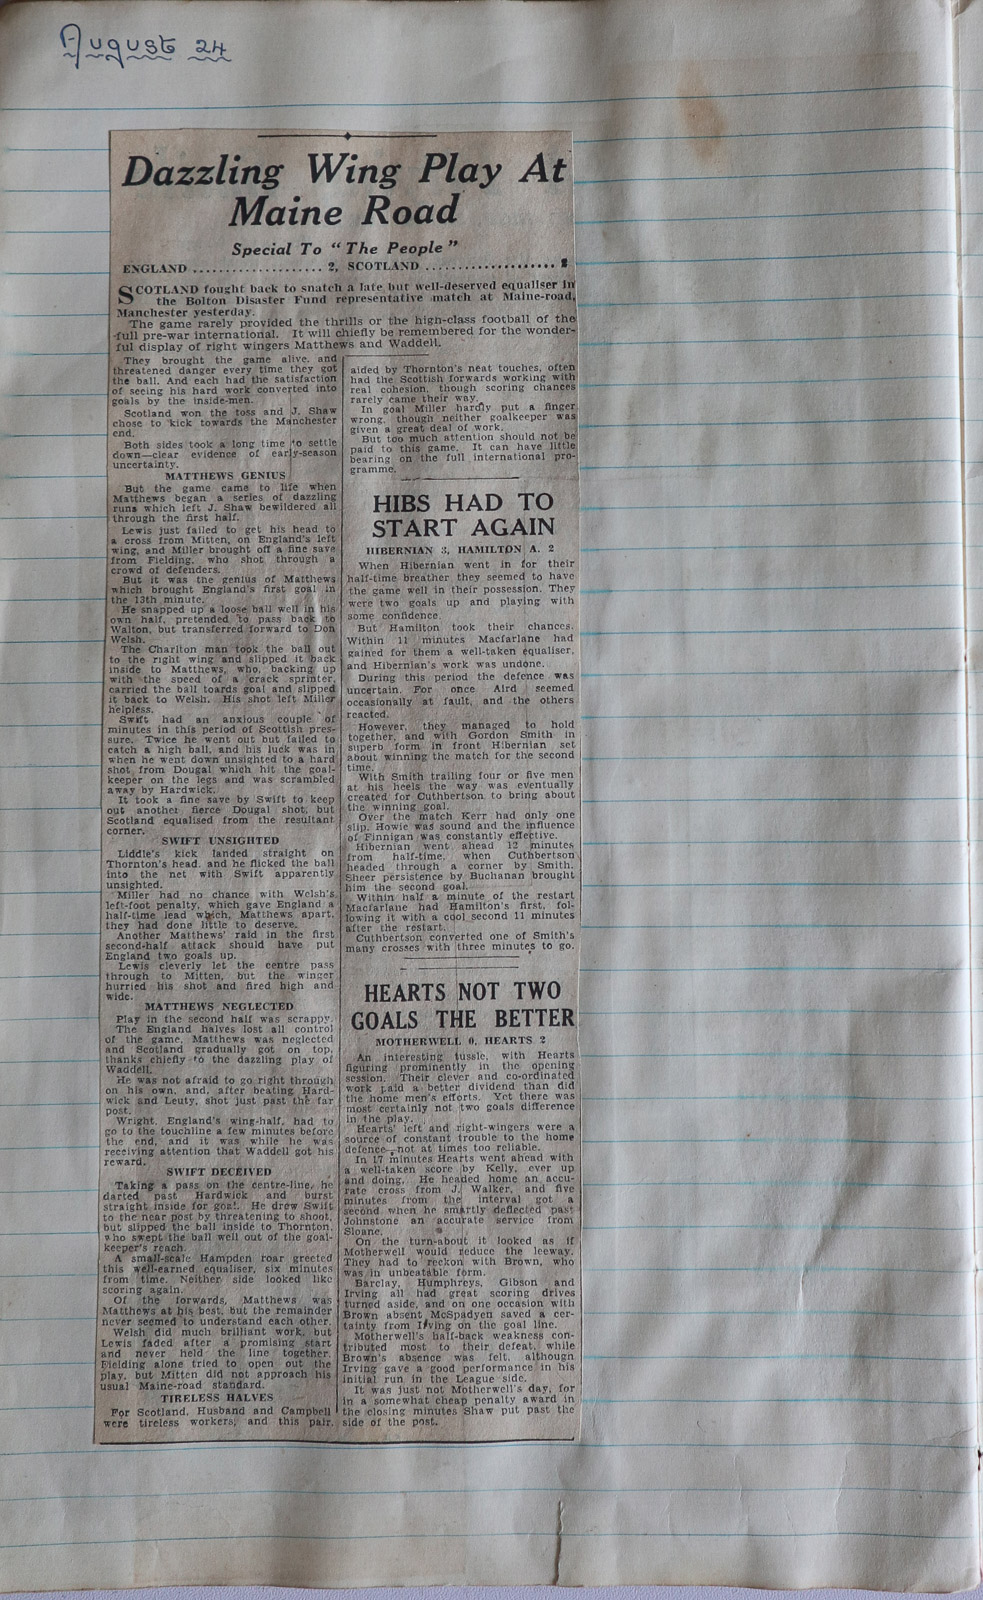 August 24
Dazzling Wing Play At
Maine Road
Special To "The People"
ENGLAND .................... 2, SCOTLAND .................... 2
SCOTLAND fought back to snatch a late but well-deserved equaliser in
the Bolton Disaster Fund representative match at Maine-road,
Manchester yesterday.
The game rarely provided the thrills or the high-class football of the
full pre-war international. It will chiefly be remembered for the wonder-
ful display of right wingers Matthews and Waddell.
They brought the game alive, and
threatened danger every time they got
the ball. And each had the satisfaction
of seeing his hard work converted into
goals by the inside-men.
Scotland won the toss and J. Shaw
chose to kick towards the Manchester
end.
Both sides took a long time to settle
down—clear evidence of early-season
uncertainty.
MATTHEWS GENIUS
But the game came to life when
Matthews began a series of dazzling
runs which left J. Shaw bewildered all
through the first half.
Lewis just failed to get his head to
a cross from Mitten, on England's left
wing, and Miller brought off a fine save
from Fielding, who shot through a
crowd of defenders.
But it was the genius of Matthews
which brought England's first goal in
the 13th minute.
He snapped up a loose ball well in his
own half, pretended to pass back to
Walton, but transferred forward to Don
Welsh.
The Charlton man took the ball out
to the right wing and slipped it back
inside to Matthews, who, backing up
with the speed of a crack sprinter,
carried the ball toards goal and slipped
it back to Welsh. His shot left Miller
helpless.
Swift had an anxious couple of
minutes in this period of Scottish pres-
sure. Twice he went out but failed to
catch a high ball, and his luck was in
when he went down unsighted to a hard
shot from Dougal which hit the goal-
keeper on the legs and was scrambled
away by Hardwick.
It took a fine save by Swift to keep
out another fierce Dougal shot, but
Scotland equalised from the resultant
corner.
SWIFT UNSIGHTED
Liddle's kick landed straight on
Thornton's head, and he flicked the ball
into the net with Swift apparently
unsighted.
Miller had no chance with Welsh's
left-foot penalty, which gave England a
half-time lead which, Matthews apart,
they had done little to deserve.
Another Matthews' raid in the first
second-half attack should have put
England two goals up.
Lewis cleverly let the centre pass
through to Mitten, but the winger
hurried his shot and fired high and
wide.
MATTHEWS NEGLECTED
Play in the second half was scrappy.
The England halves lost all control
of the game, Matthews was neglected
and Scotland gradually got on top,
thanks chiefly to the dazzling play of
Waddell.
He was not afraid to go right through
on his own, and, after beating Hard-
wick and Leuty, shot just past the far
post.
Wright, England's wing-half, had to
go to the touchline a few minutes before
the end, and it was while he was
receiving attention that Waddell got his
reward.
SWIFT DECEIVED
Taking a pass on the centre-line, he
darted past Hardwick and burst
straight inside for goal. He drew Swift
to the near post by threatening to shoot,
but slipped the ball inside to Thornton,
who swept the ball well out of the goal-
keeper's reach.
A small-scale Hampden roar greeted
this well-earned equaliser, six minutes
from time. Neither side looked like
scoring again.
Of the forwards, Matthews was
Matthews at his best, but the remainder
never seemed to understand each other.
Welsh did much brilliant work, but
Lewis faded after a promising start
and never held the line together.
Fielding alone tried to open out the
play, but Mitten did not approach his
usual Maine-road standard.
TIRELESS HALVES
For Scotland, Husband and Campbell
were tireless workers, and this pair,
aided by Thornton's neat touches, often
had the Scottish forwards working with
real cohesion, though scoring chances
rarely came their way.
In goal Miller hardly put a finger
wrong, though neither goalkeeper was
given a great deal of work.
But too much attention should not be
paid to this game. It can have little
bearing on the full international pro-
gramme.
HIBS HAD TO
START AGAIN
HIBERNIAN 3, HAMILTON A. 2
When Hibernian went in for their
half-time breather they seemed to have
the game well in their possession. They
were two goals up and playing with
some confidence.
But Hamilton took their chances.
Within 11 minutes Macfarlane had
gained for them a well-taken equaliser,
and Hibernian's work was undone.
During this period the defence was
uncertain. For once Aird seemed
occasionally at fault, and the others
reacted.
However, they managed to hold
together, and with Gordon Smith in
superb form in front Hibernian set
about winning the match for the second
time.
With Smith trailing four or five men
at his heels the way was eventually
created for Cuthbertson to bring about
the winning goal.
Over the match Kerr had only one
slip. Howie was sound and the influence
of Finnigan was constantly effective.
Hibernian went ahead 12 minutes
from half-time, when Cuthbertson
headed through a corner by Smith.
Sheer persistence by Buchanan brought
him the second goal.
Within half a minute of the restart
Macfarlane had Hamilton's first, fol-
lowing it with a cool second 11 minutes
after the restart.
Cuthbertson converted one of Smith's
many crosses with three minutes to go.
HEARTS NOT TWO
GOALS THE BETTER
MOTHERWELL 0, HEARTS 2
An interesting tussle, with Hearts
figuring prominently in the opening
session. Their clever and co-ordinated
work paid a better dividend than did
the home men's efforts. Yet there was
most certainly not two goals difference
in the play.
Hearts' left and right-wingers were a
source of constant trouble to the home
defence—not at times too reliable.
In 17 minutes Hearts went ahead with
a well-taken score by Kelly, ever up
and doing. He headed home an accu-
rate cross from J. Walker, and five
minutes from the interval got a
second when he smartly deflected past
Johnstone an accurate service from
Sloane.
On the turn-about it looked as if
Motherwell would reduce the leeway.
They had to reckon with Brown, who
was in unbeatable form.
Barclay, Humphreys, Gibson and
Irving all had great scoring drives
turned aside, and on one occasion with
Brown absent McSpadyen saved a cer-
tainty from Irving on the goal line.
Motherwell's half-back weakness con-
tributed most to their defeat, while
Brown's absence was felt, although
Irving gave a good performance in his
initial run in the League side.
It was just not Motherwell's day, for
in a somewhat cheap penalty award in
the closing minutes Shaw put past the
side of the post.